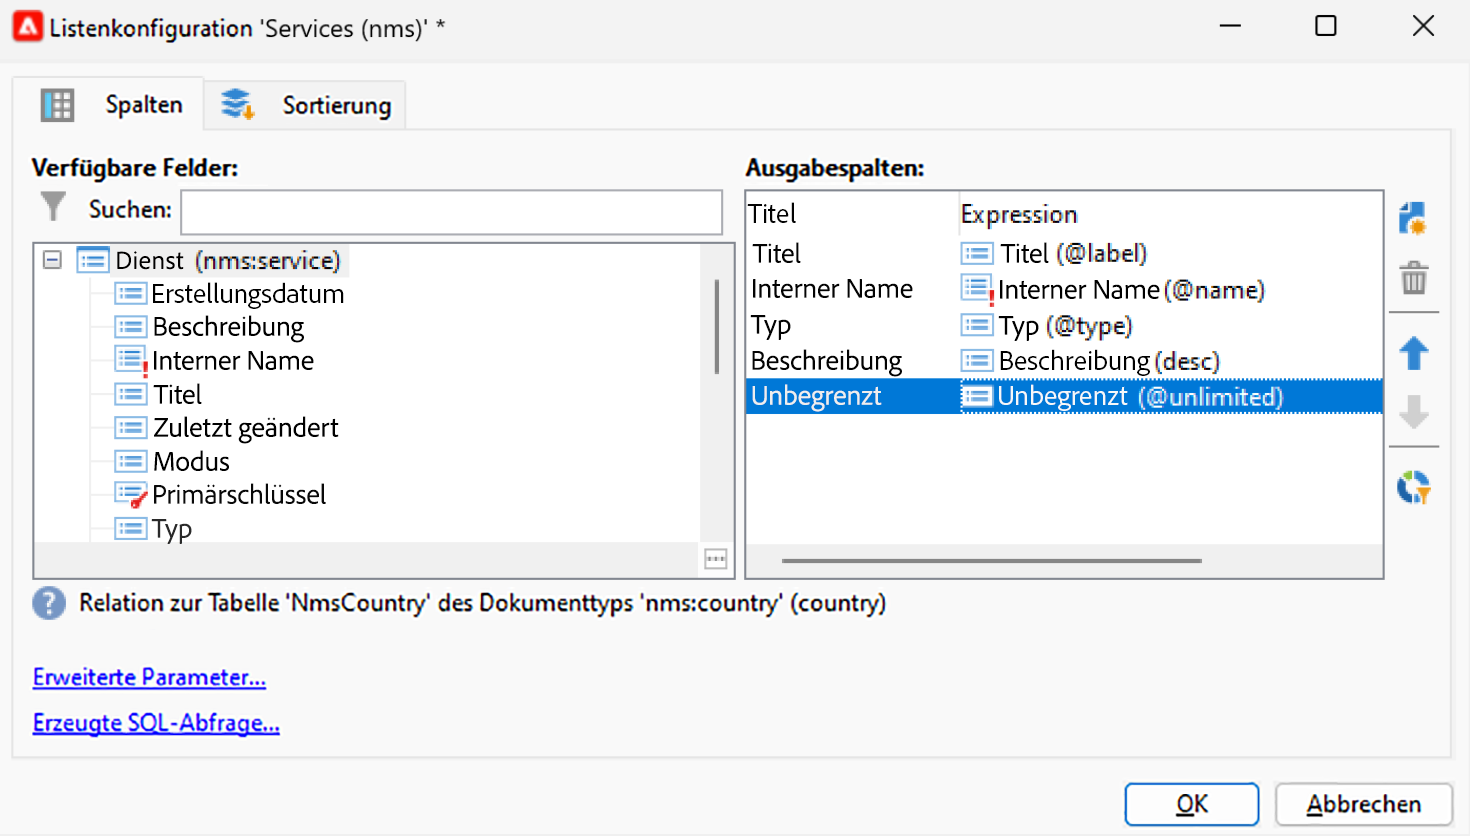 Listenkonfiguration 'Services (nms)' *
Spalten
Sortierung
Verfügbare Felder:
Suchen:
Dienst (nms:service)
Erstellungsdatum
Beschreibung
Interner Name
Titel
Zuletzt geändert
Modus
Primärschlüssel
Typ
Ausgabespalten:
Titel Expression
Titel Titel (@label)
Interner Name Interner Name (@name)
Typ Typ (@type)
Beschreibung Beschreibung (desc)
Unbegrenzt Unbegrenzt (@unlimited)
Relation zur Tabelle 'NmsCountry' des Dokumenttyps 'nms:country' (country)
Erweiterte Parameter...
Erzeugte SQL-Abfrage...
OK
Abbrechen